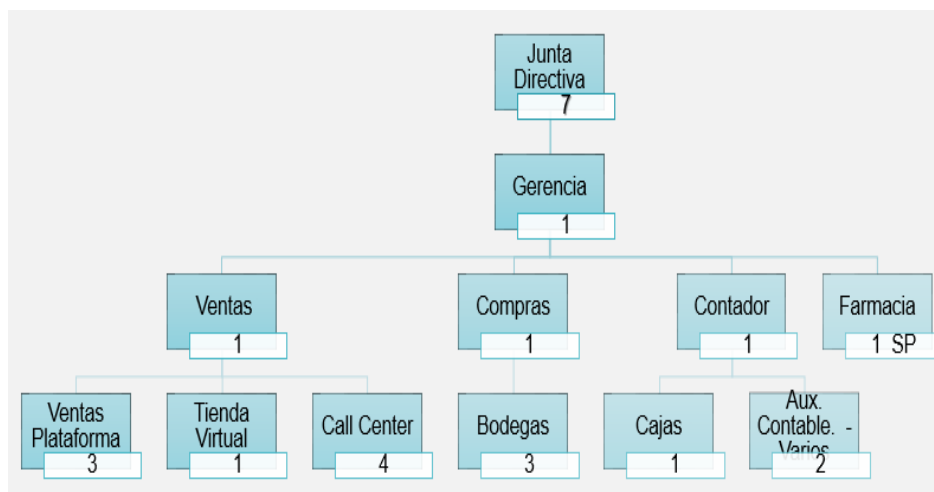 Junta
Directiva
7
Gerencia
1
Ventas
1
Compras
1
Contador
1
Farmacia
1 SP
Ventas
Plataforma
3
Tienda
Virtual
1
Call Center
4
Bodegas
3
Cajas
1
Aux.
Contable. -
Varios
2